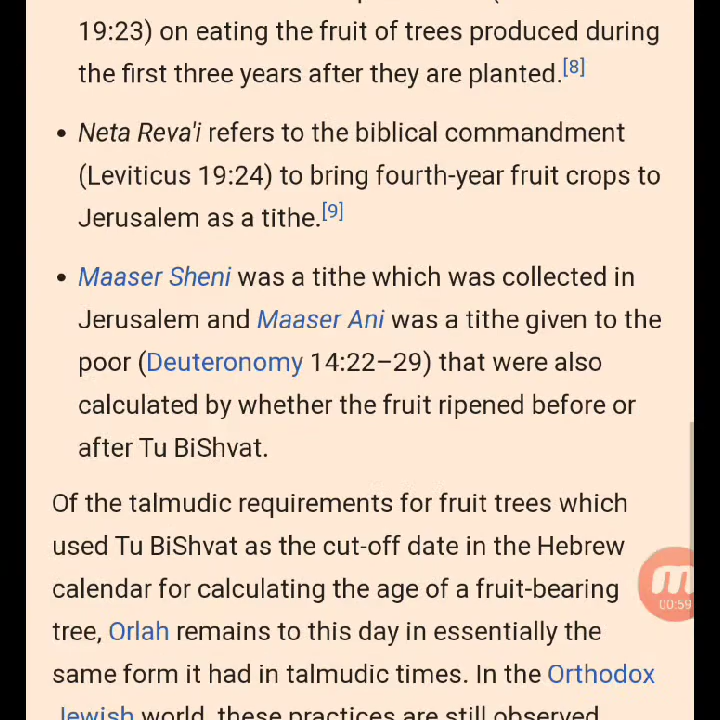 19:23) on eating the fruit of trees produced during
the first three years after they are planted.[8]
• Neta Reva'i refers to the biblical commandment
(Leviticus 19:24) to bring fourth-year fruit crops to
Jerusalem as a tithe.[9]
• Maaser Sheni was a tithe which was collected in
Jerusalem and Maaser Ani was a tithe given to the
poor (Deuteronomy 14:22–29) that were also
calculated by whether the fruit ripened before or
after Tu BiShvat.
Of the talmudic requirements for fruit trees which
used Tu BiShvat as the cut-off date in the Hebrew
calendar for calculating the age of a fruit-bearing
tree, Orlah remains to this day in essentially the
same form it had in talmudic times. In the Orthodox
Jewish world, these practices are still observed
m
00:59